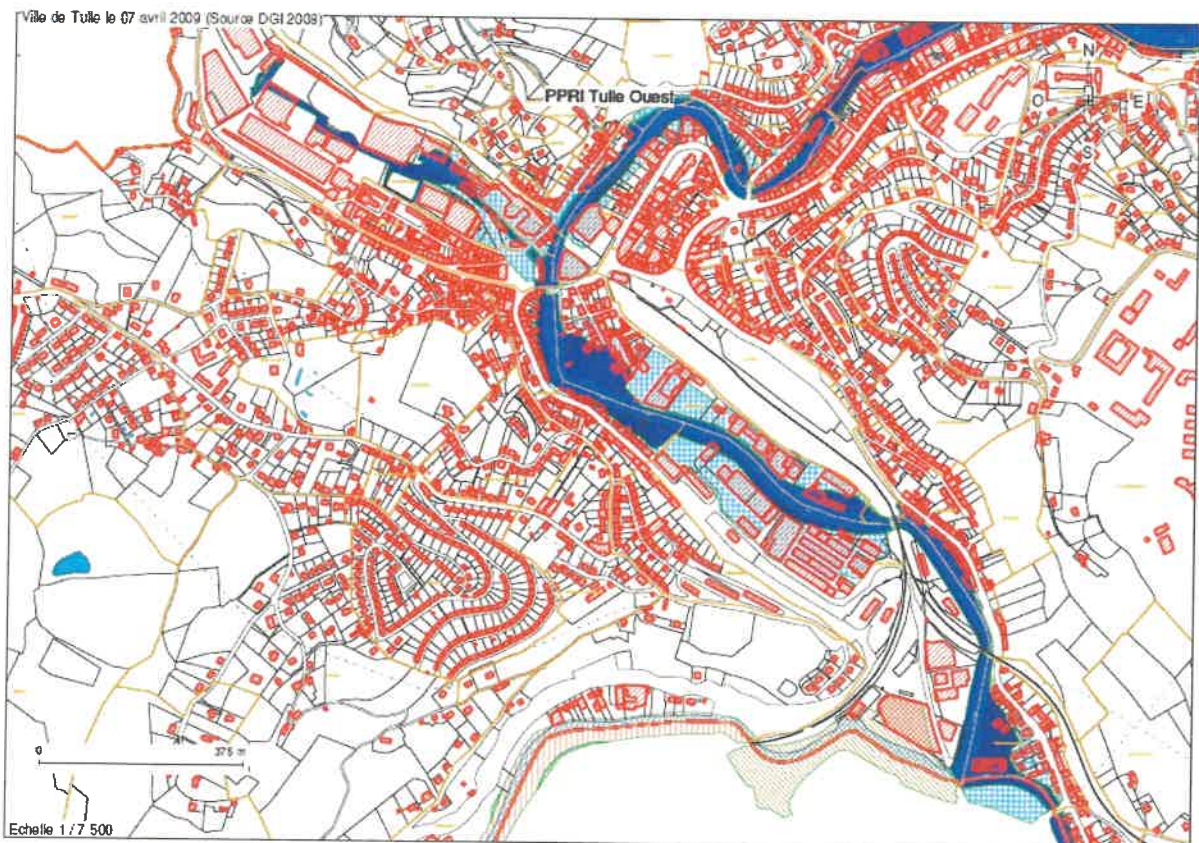 Ville de Tulle le 07 avril 2009 (Source DGI 2008)
N
PPRI Tulle Ouest
O E
S
0 375 m
Echelle 1 / 7 500